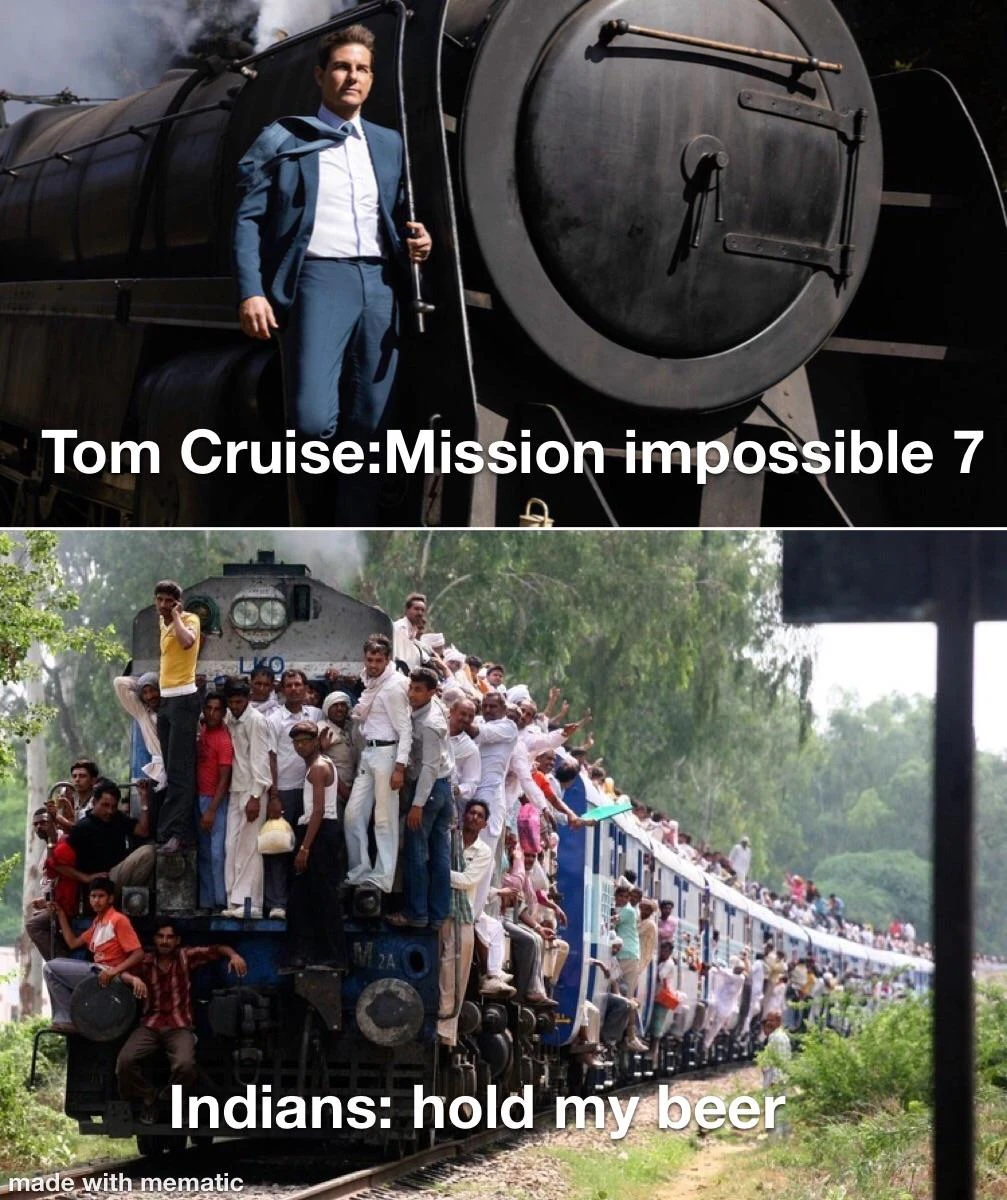 Tom Cruise:Mission impossible 7
LKO
M 2A
Indians: hold my beer
made with mematic